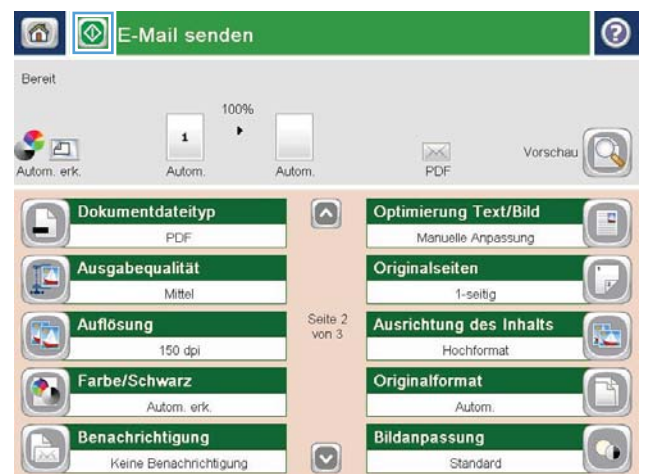 E-Mail senden
Bereit
100%
1
Autom. erk.
Autom.
Autom.
PDF
Vorschau
Dokumentdateityp
PDF
Optimierung Text/Bild
Manuelle Anpassung
Ausgabequalität
Mittel
Originalseiten
1-seitig
Auflösung
150 dpi
Seite 2
von 3
Ausrichtung des Inhalts
Hochformat
Farbe/Schwarz
Autom. erk.
Originalformat
Autom.
Benachrichtigung
Keine Benachrichtigung
Bildanpassung
Standard